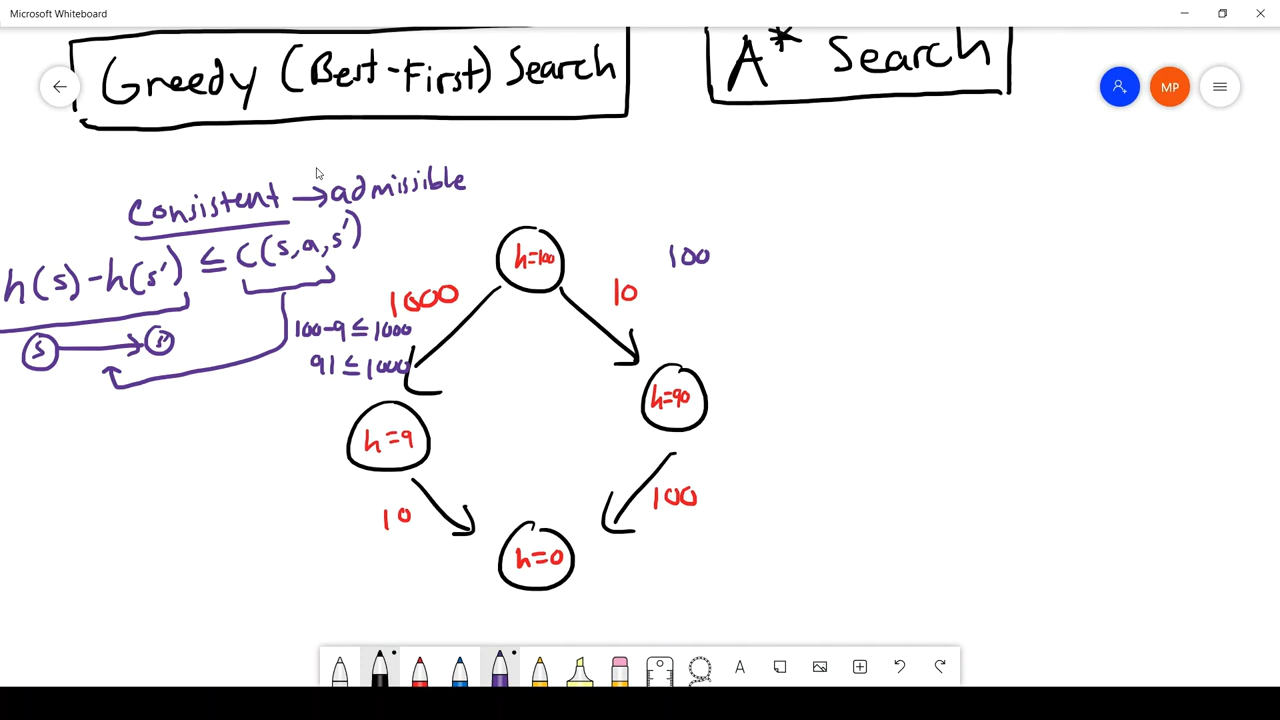 Microsoft Whiteboard
Greedy (Best-First) Search
A* Search
MP
Consistent → admissible
h(s)-h(s') ≤ C(s,a,s')
S → S'
100-9 ≤ 1000
91 ≤ 1000
h=100
100
1000
10
h=9
h=90
10
100
h=0
A